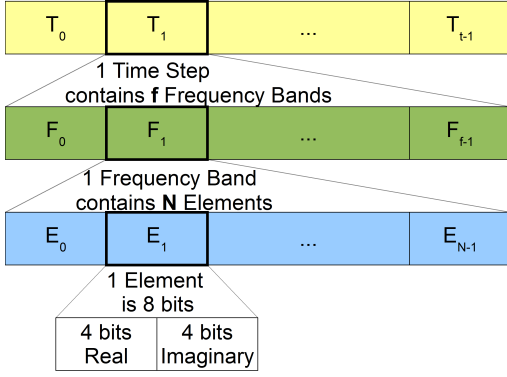 T0 T1 ... Tt-1
1 Time Step
contains f Frequency Bands
F0 F1 ... Ff-1
1 Frequency Band
contains N Elements
E0 E1 ... EN-1
1 Element
is 8 bits
4 bits 4 bits
Real Imaginary